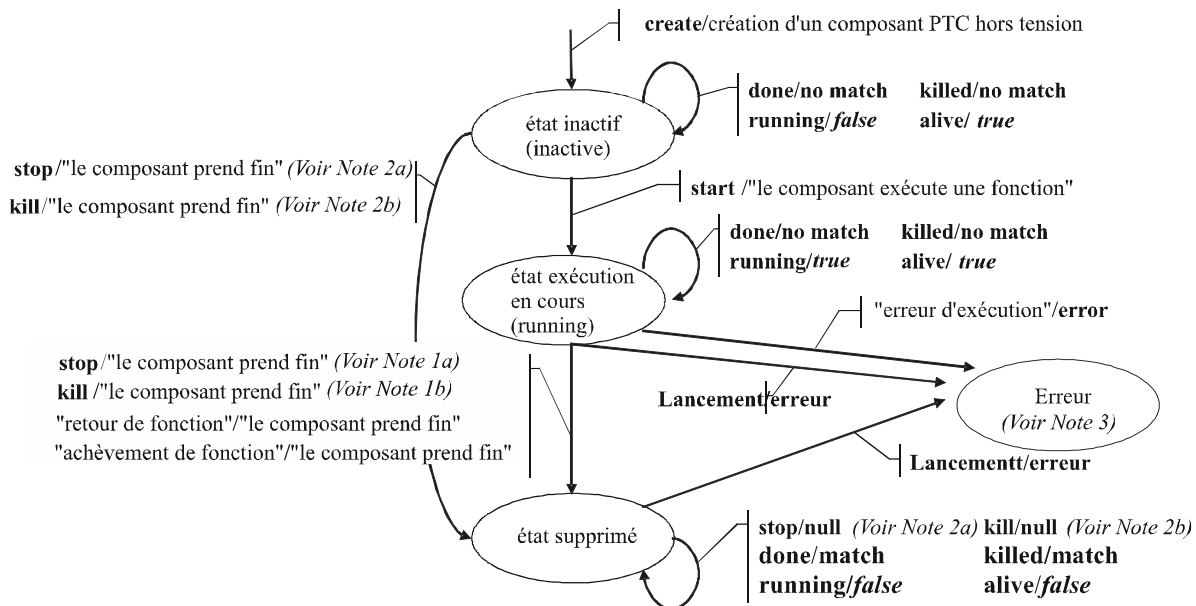 create/création d'un composant PTC hors tension
done/no match killed/no match
running/false alive/ true
état inactif
(inactive)
stop/"le composant prend fin" (Voir Note 2a)
kill/"le composant prend fin" (Voir Note 2b)
start /"le composant exécute une fonction"
done/no match killed/no match
running/true alive/ true
état exécution
en cours
(running)
"erreur d'exécution"/error
stop/"le composant prend fin" (Voir Note 1a)
kill/"le composant prend fin" (Voir Note 1b)
"retour de fonction"/"le composant prend fin"
"achèvement de fonction"/"le composant prend fin"
Lancement/erreur
Erreur
(Voir Note 3)
Lancementt/erreur
état supprimé
stop/null (Voir Note 2a) kill/null (Voir Note 2b)
done/match killed/match
running/false alive/false